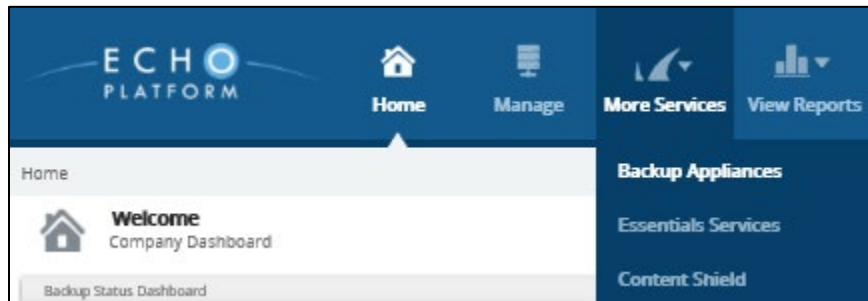 ECHO
PLATFORM
Home
Manage
More Services
View Reports
Home
Backup Appliances
Welcome
Company Dashboard
Essentials Services
Content Shield
Backup Status Dashboard